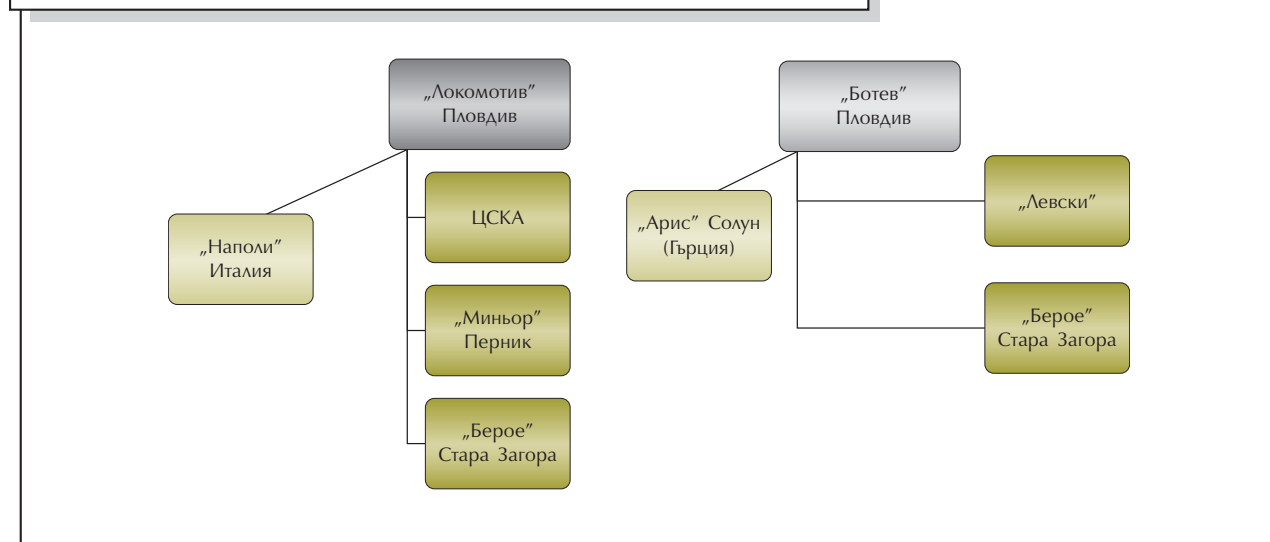 „Локомотив”
Пловдив
„Наполи”
Италия
ЦСКА
„Миньор”
Перник
„Берое”
Стара Загора
„Ботев”
Пловдив
„Арис” Солун
(Гърция)
„Левски”
„Берое”
Стара Загора